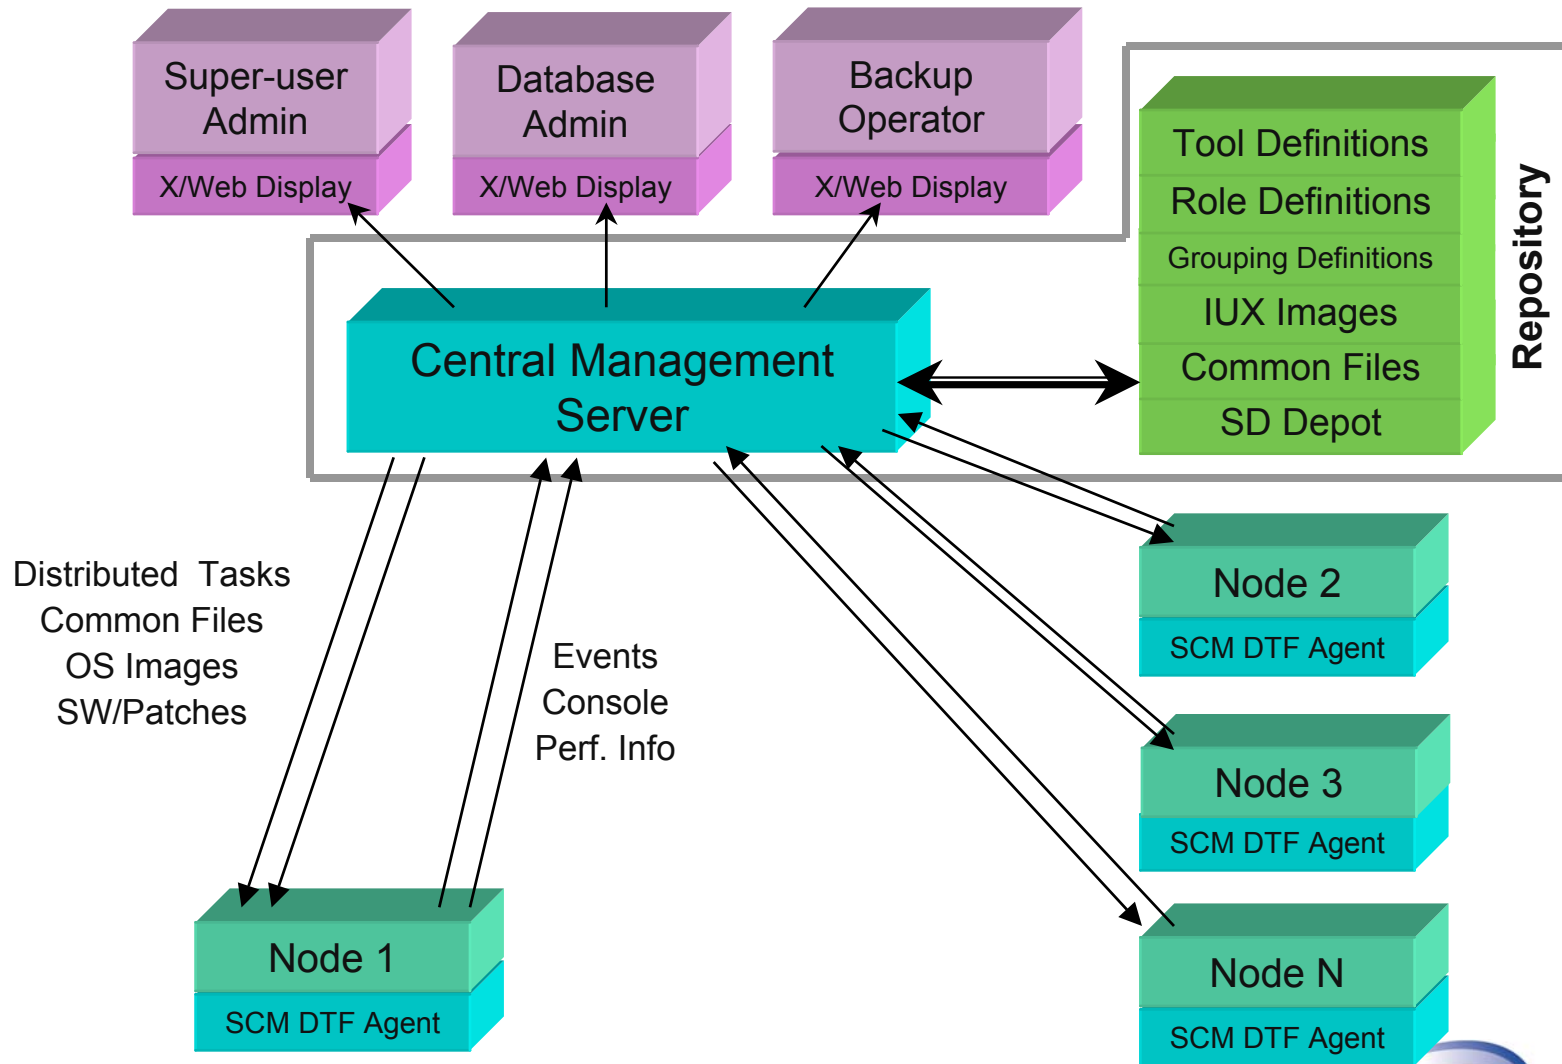 Super-user
Admin
X/Web Display
Database
Admin
X/Web Display
Backup
Operator
X/Web Display
Tool Definitions
Role Definitions
Grouping Definitions
IUX Images
Common Files
SD Depot
Repository
Central Management
Server
Distributed Tasks
Common Files
OS Images
SW/Patches
Events
Console
Perf. Info
Node 1
SCM DTF Agent
Node 2
SCM DTF Agent
Node 3
SCM DTF Agent
Node N
SCM DTF Agent